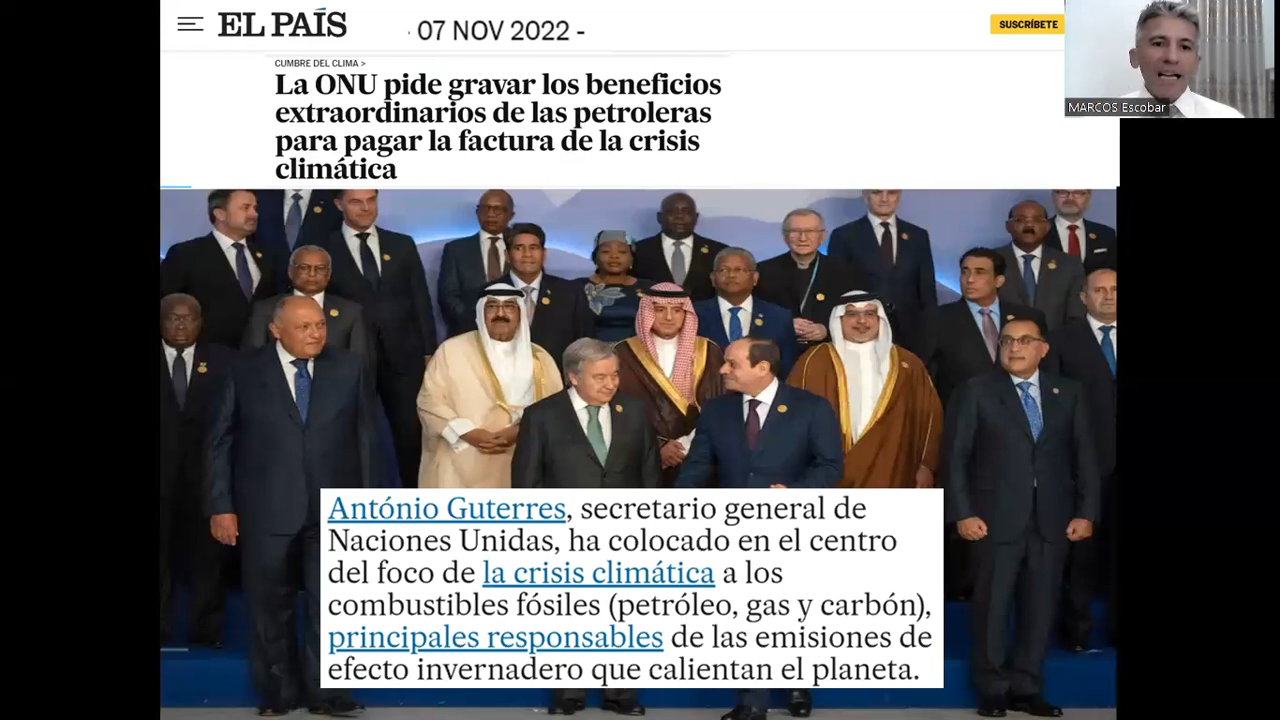 EL PAÍS
07 NOV 2022 -
SUSCRÍBETE
MARCOS Escobar
CUMBRE DEL CLIMA >
La ONU pide gravar los beneficios
extraordinarios de las petroleras
para pagar la factura de la crisis
climática
António Guterres, secretario general de
Naciones Unidas, ha colocado en el centro
del foco de la crisis climática a los
combustibles fósiles (petróleo, gas y carbón),
principales responsables de las emisiones de
efecto invernadero que calientan el planeta.